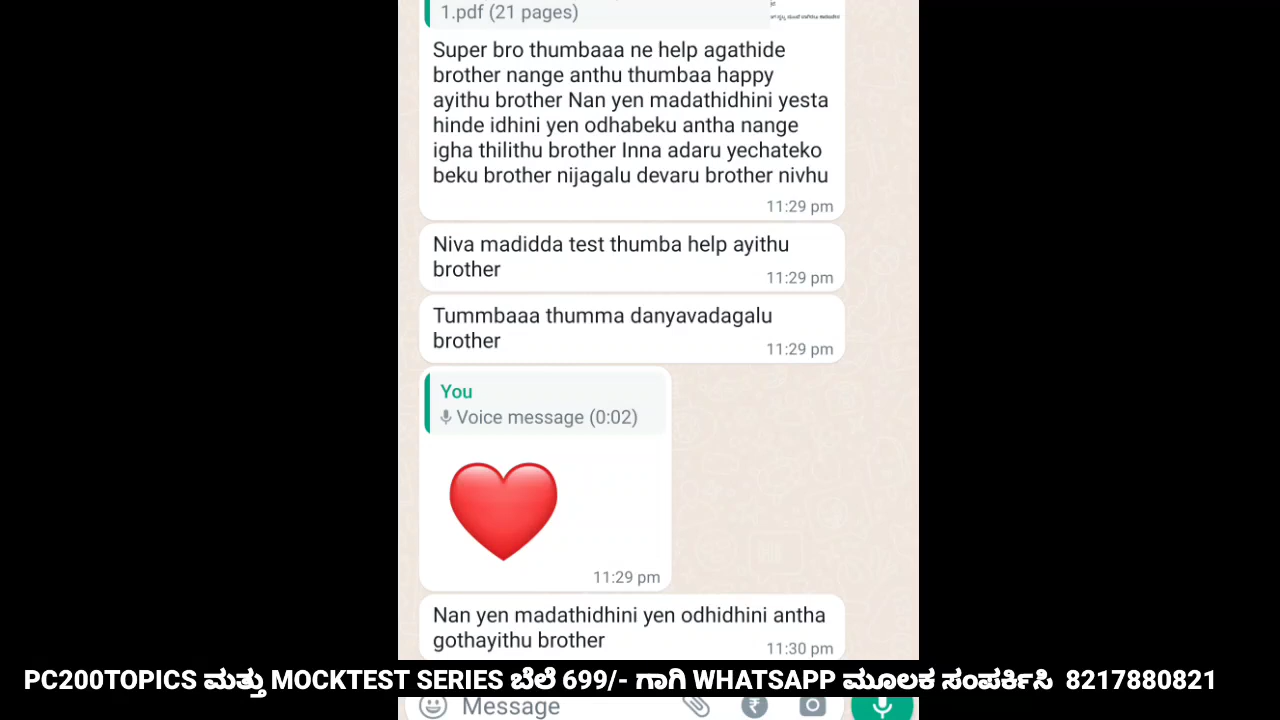 1.pdf (21 pages)
Super bro thumbaaa ne help agathide
brother nange anthu thumbaa happy
ayithu brother Nan yen madathidhini yesta
hinde idhini yen odhabeku antha nange
igha thilithu brother Inna adaru yechateko
beku brother nijagalu devaru brother nivhu
11:29 pm
Niva madidda test thumba help ayithu
brother
11:29 pm
Tummbaaa thumma danyavadagalu
brother
11:29 pm
You
Voice message (0:02)
11:29 pm
Nan yen madathidhini yen odhidhini antha
gothayithu brother
11:30 pm
PC200TOPICS ಮತ್ತು MOCKTEST SERIES ಬೆಲೆ 699/- ಗಾಗಿ WHATSAPP ಮೂಲಕ ಸಂಪರ್ಕಿಸಿ 8217880821
Message